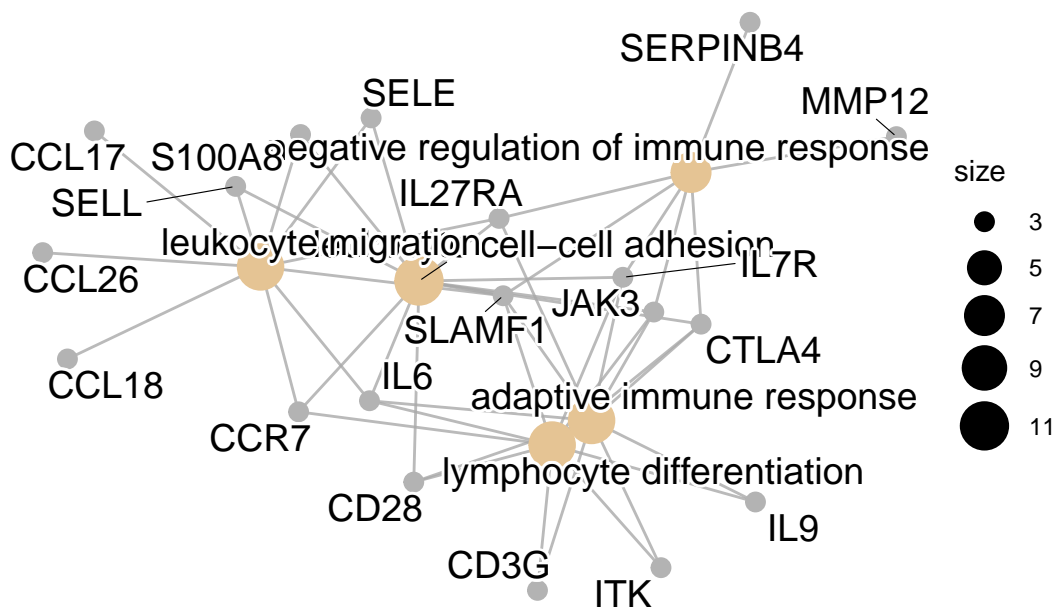 SERPINB4
SELE
MMP12
CCL17
S100A8
negative regulation of immune response
size
SELL
IL27RA
3
leukocyte migration
cell−cell adhesion
IL7R
CCL26
5
JAK3
7
SLAMF1
CTLA4
CCL18
IL6
9
adaptive immune response
CCR7
11
lymphocyte differentiation
CD28
IL9
CD3G
ITK